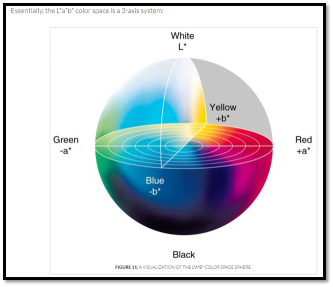 Essentially, the L*a*b* color space is a 3-axis system:
White
L*
Yellow
+b*
Green
-a*
Red
+a*
Blue
-b*
Black
FIGURE 11: A VISUALIZATION OF THE L*A*B* COLOR SPACE SPHERE